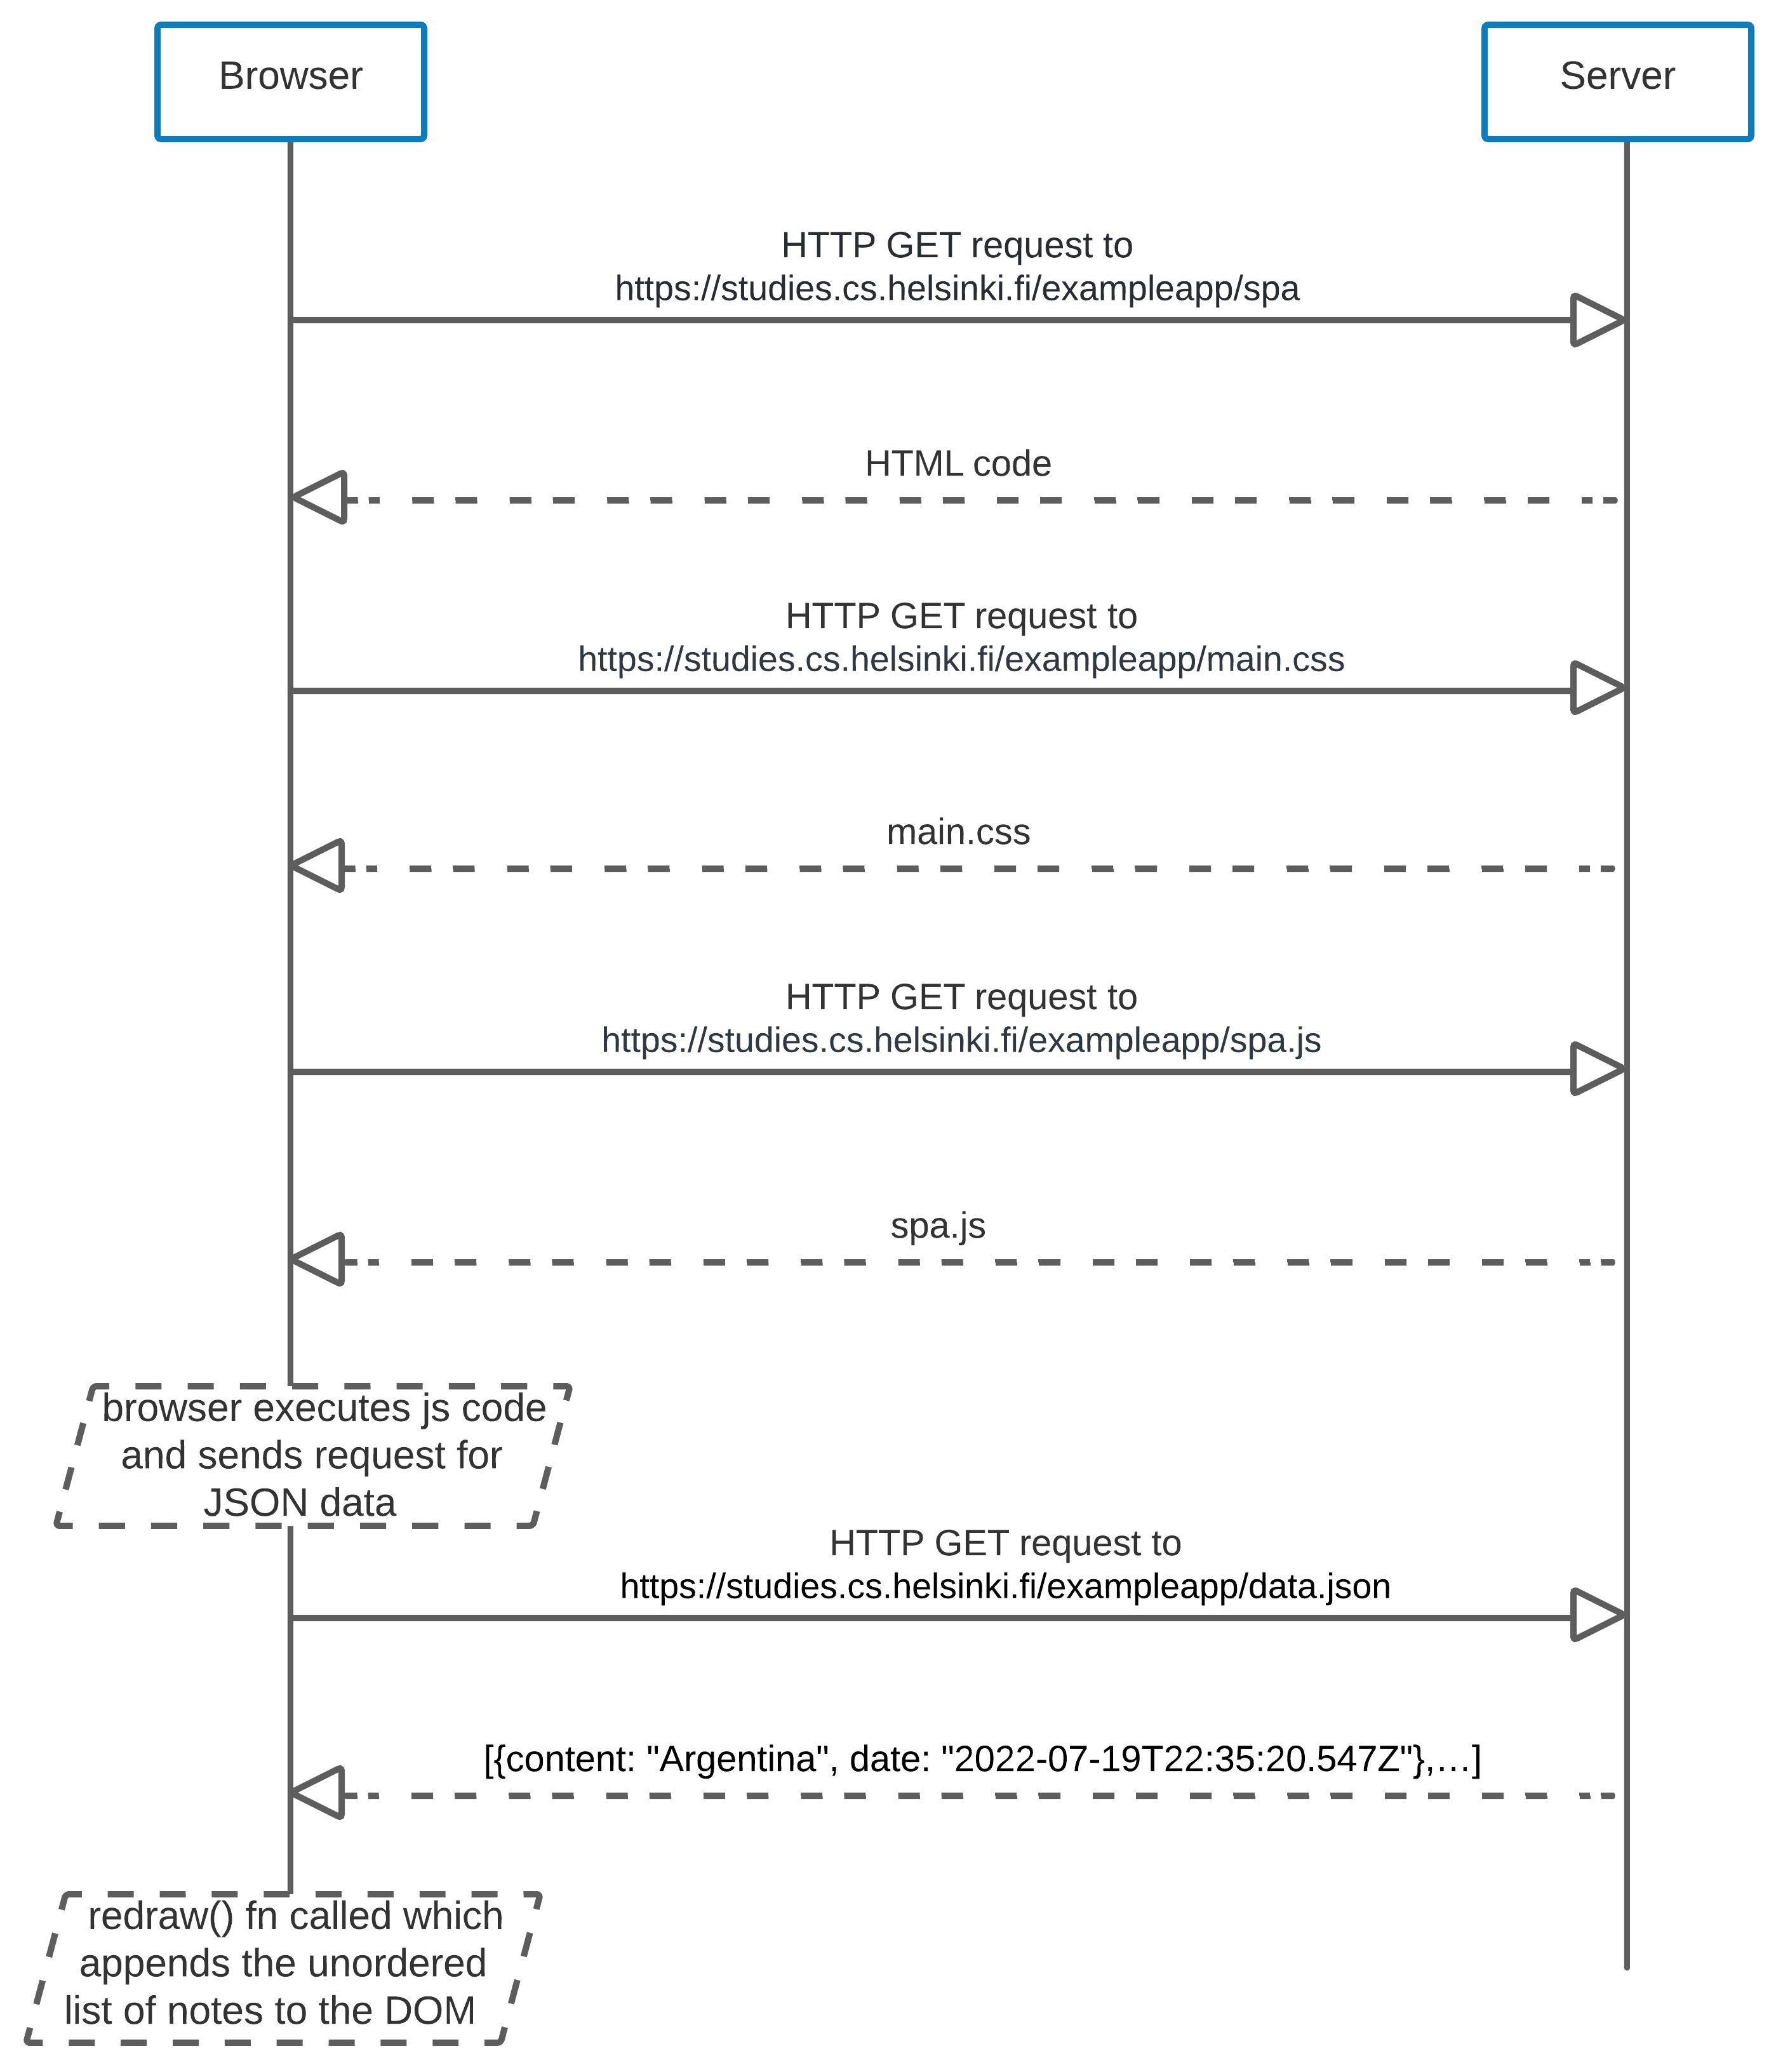 Browser
Server
HTTP GET request to
https://studies.cs.helsinki.fi/exampleapp/spa
HTML code
HTTP GET request to
https://studies.cs.helsinki.fi/exampleapp/main.css
main.css
HTTP GET request to
https://studies.cs.helsinki.fi/exampleapp/spa.js
spa.js
browser executes js code
and sends request for
JSON data
HTTP GET request to
https://studies.cs.helsinki.fi/exampleapp/data.json
[{content: "Argentina", date: "2022-07-19T22:35:20.547Z"},…]
redraw() fn called which
appends the unordered
list of notes to the DOM